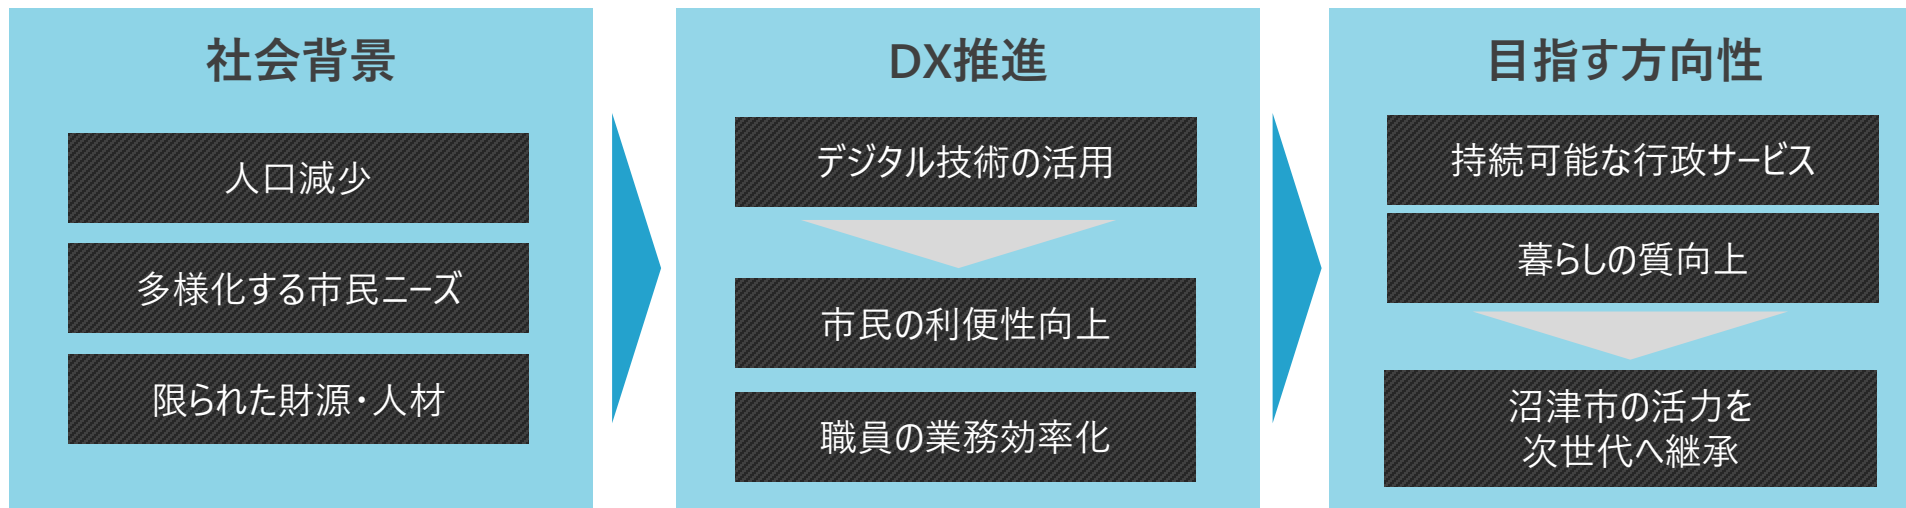 社会背景
人口減少
多様化する市民ニーズ
限られた財源・人材
DX推進
デジタル技術の活用
市民の利便性向上
職員の業務効率化
目指す方向性
持続可能な行政サービス
暮らしの質向上
沼津市の活力を
次世代へ継承